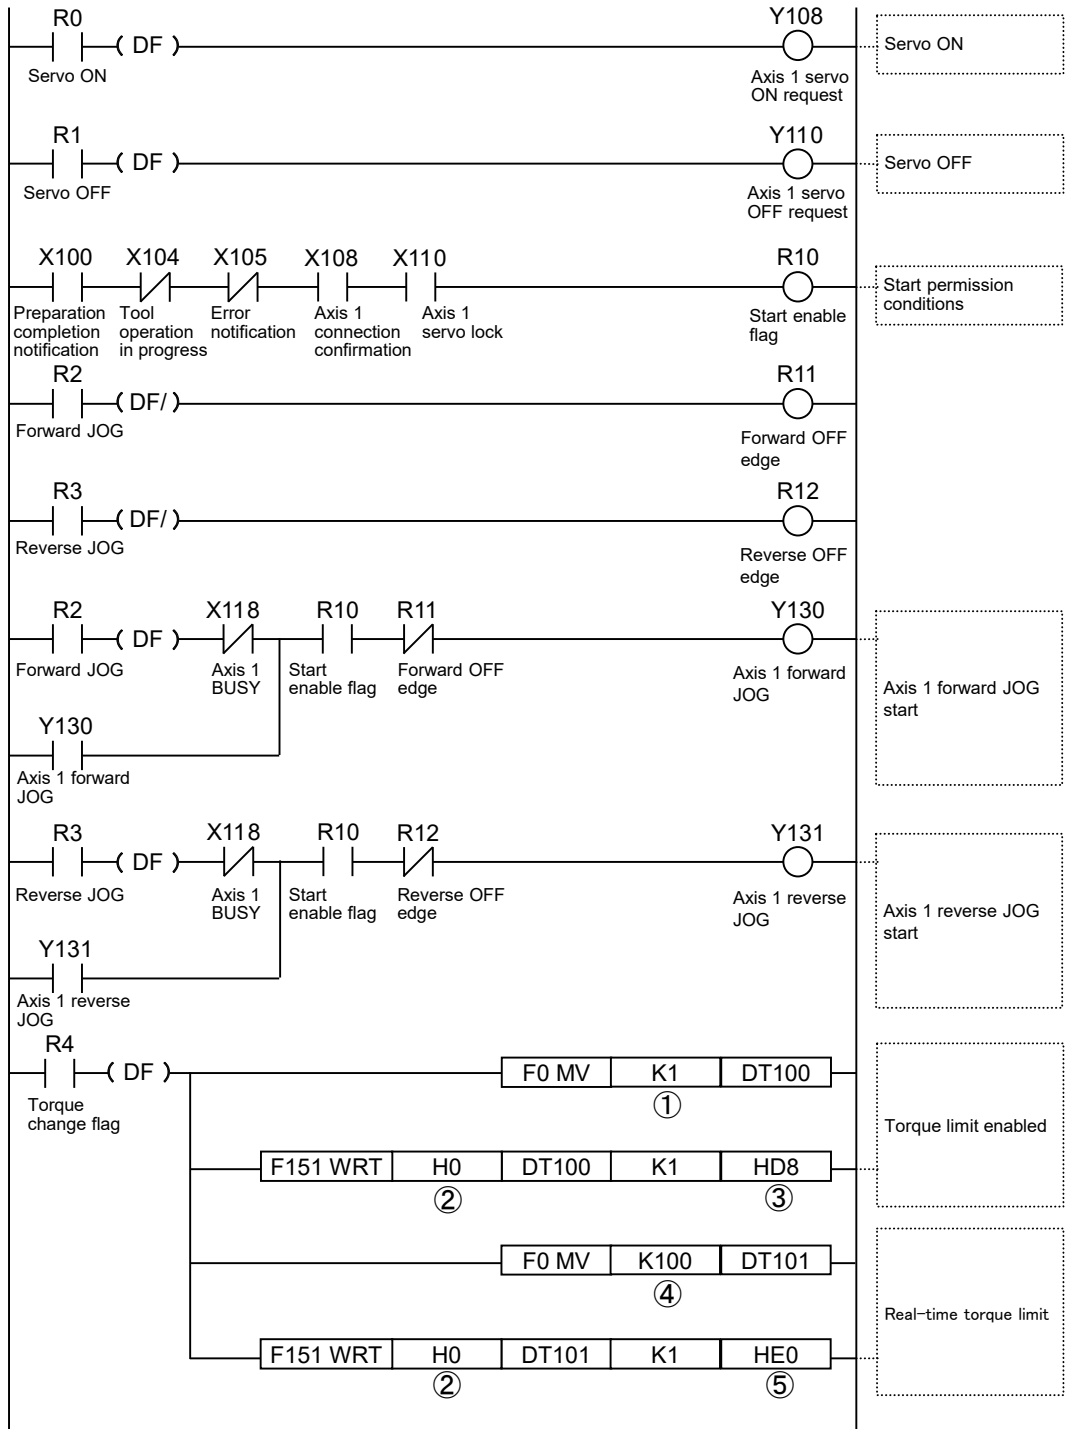 R0
Y108
( DF )
Servo ON
Servo ON
Axis 1 servo
ON request
R1
Y110
( DF )
Servo OFF
Servo OFF
Axis 1 servo
OFF request
X100 X104 X105 X108 X110
R10
Preparation
completion
notification
Tool
operation
in progress
Error
notification
Axis 1
connection
confirmation
Axis 1
servo lock
Start enable
flag
Start permission
conditions
R2
R11
( DF/ )
Forward JOG
Forward OFF
edge
R3
R12
( DF/ )
Reverse JOG
Reverse OFF
edge
R2 X118 R10 R11
Y130
( DF )
Forward JOG
Axis 1
BUSY
Start
enable flag
Forward OFF
edge
Axis 1 forward
JOG
Axis 1 forward JOG
start
Y130
Axis 1 forward
JOG
R3 X118 R10 R12
Y131
( DF )
Reverse JOG
Axis 1
BUSY
Start
enable flag
Reverse OFF
edge
Axis 1 reverse
JOG
Axis 1 reverse JOG
start
Y131
Axis 1 reverse
JOG
R4
( DF )
Torque
change flag
F0 MV K1 DT100
①
Torque limit enabled
F151 WRT H0 DT100 K1 HD8
② ③
F0 MV K100 DT101
④
Real-time torque limit
F151 WRT H0 DT101 K1 HE0
② ⑤